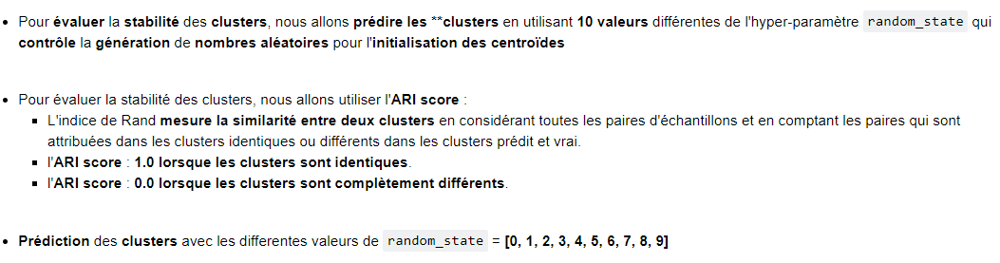 Pour évaluer la stabilité des clusters, nous allons prédire les **clusters en utilisant 10 valeurs différentes de l'hyper-paramètre random_state qui
contrôle la génération de nombres aléatoires pour l'initialisation des centroïdes
Pour évaluer la stabilité des clusters, nous allons utiliser l'ARI score :
L'indice de Rand mesure la similarité entre deux clusters en considérant toutes les paires d'échantillons et en comptant les paires qui sont
attribuées dans les clusters identiques ou différents dans les clusters prédit et vrai.
l'ARI score : 1.0 lorsque les clusters sont identiques.
l'ARI score : 0.0 lorsque les clusters sont complètement différents.
Prédiction des clusters avec les differentes valeurs de random_state = [0, 1, 2, 3, 4, 5, 6, 7, 8, 9]